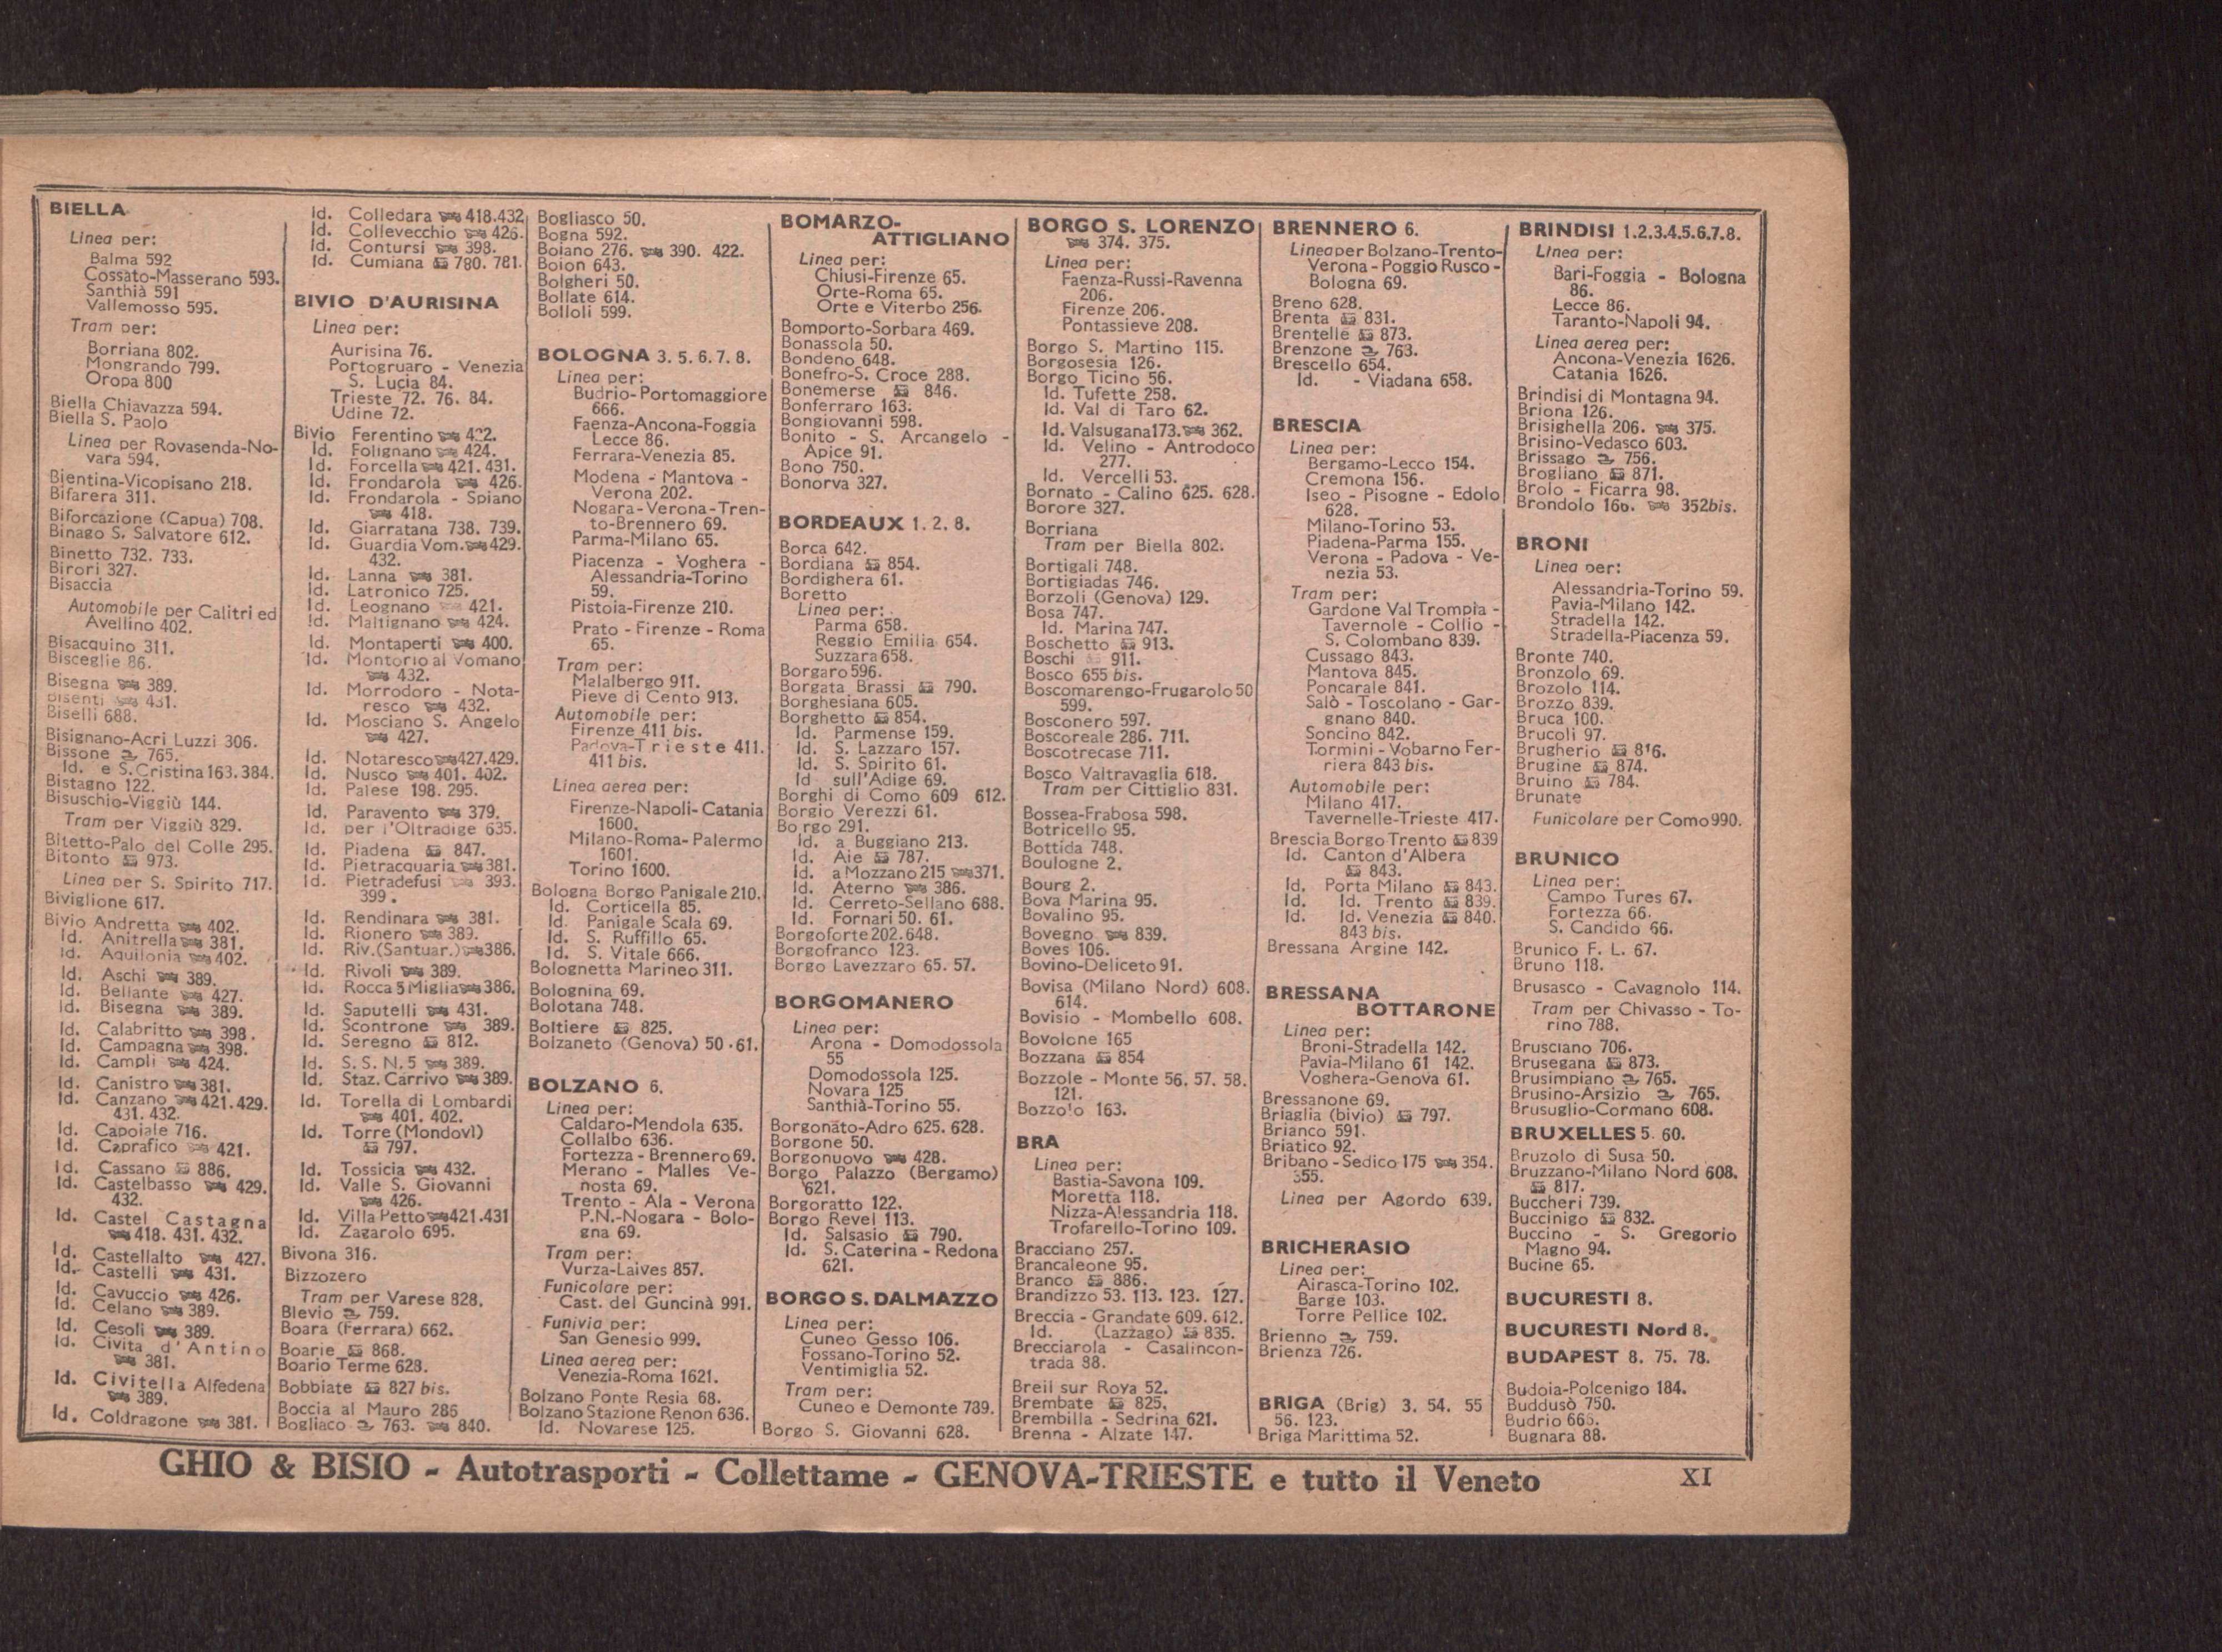 BIELLA
Linea per:
Balma 592
Cossato-Masserano 593.
Santhià 591
Vallemosso 595.
Tram per:
Borriana 802.
Mongrando 799.
Oropa 800
Biella Chiavazza 594.
Biella S. Paolo
Linea per Rovasenda-No-
vara 594.
Bientina-Vicopisano 218.
Bifarera 311.
Biforcazione (Capua) 708.
Binago S. Salvatore 612.
Binetto 732. 733.
Birori 327.
Bisaccia
Automobile per Calitri ed
Avellino 402.
Bisacquino 311.
Bisceglie 86.
Bisegna 389.
Bisenti 431.
Biselli 688.
Bisignano-Acri Luzzi 306.
Bissone 765.
Id. e S. Cristina 163. 384.
Bistagno 122.
Bisuschio-Viggiù 144.
Tram per Viggiù 829.
Bitetto-Palo del Colle 295.
Bitonto 973.
Linea per S. Spirito 717.
Biviglione 617.
Bivio Andretta 402.
Id. Anitrella 381.
Id. Aquilonia 402.
Id. Aschi 389.
Id. Bellante 427.
Id. Bisegna 389.
Id. Calabritto 398.
Id. Campagna 398.
Id. Campli 424.
Id. Canistro 381.
Id. Canzano 421. 429.
431. 432.
Id. Capoiale 716.
Id. Caprafico 421.
Id. Cassano 886.
Id. Castelbasso 429.
432.
Id. Castel Castagna
418. 431. 432.
Id. Castellalto 427.
Id. Castelli 431.
Id. Cavuccio 426.
Id. Celano 389.
Id. Cesoli 389.
Id. Civita d'Antino
381.
Id. Civitella Alfedena
389.
Id. Coldragone 381.
Id. Colledara 418.432
Id. Collevecchio 426.
Id. Contursi 398.
Id. Cumiana 780. 781.
BIVIO D'AURISINA
Linea per:
Aurisina 76.
Portogruaro - Venezia
S. Lucia 84.
Trieste 72. 76. 84.
Udine 72.
Bivio Ferentino 422.
Id. Folignano 424.
Id. Forcella 421. 431.
Id. Frondarola 426.
Id. Frondarola - Spiano
418.
Id. Giarratana 738. 739.
Id. Guardia Vom. 429.
432.
Id. Lanna 381.
Id. Latronico 725.
Id. Leognano 421.
Id. Maltignano 424.
Id. Montaperti 400.
Id. Montorio al Vomano
432.
Id. Morrodoro - Nota-
resco 432.
Id. Mosciano S. Angelo
427.
Id. Notaresco 427.429.
Id. Nusco 401. 402.
Id. Palese 198. 295.
Id. Paravento 379.
Id. per l'Oltradige 635.
Id. Piadena 847.
Id. Pietracquaria 381.
Id. Pietradefusi 393.
399.
Id. Rendinara 381.
Id. Rionero 389.
Id. Riv. (Santuar.) 386.
Id. Rivoli 389.
Id. Rocca 5 Miglia 386.
Id. Saputelli 431.
Id. Scontrone 389.
Id. Seregno 812.
Id. S. S. N. 5 389.
Id. Staz. Carrivo 389.
Id. Torella di Lombardi
401. 402.
Id. Torre (Mondovì)
797.
Id. Tossicia 432.
Id. Valle S. Giovanni
426.
Id. Villa Petto 421.431
Id. Zagarolo 695.
Bivona 316.
Bizzozero
Tram per Varese 828.
Blevio 759.
Boara (Ferrara) 662.
Boarie 868.
Boario Terme 628.
Bobbiate 827 bis.
Boccia al Mauro 286
Bogliaco 763. 840.
Bogliasco 50.
Bogna 592.
Boiano 276. 390. 422.
Boion 643.
Bolgheri 50.
Bollate 614.
Bolloli 599.
BOLOGNA 3. 5. 6. 7. 8.
Linea per:
Budrio-Portomaggiore
666.
Faenza-Ancona-Foggia
Lecce 86.
Ferrara-Venezia 85.
Modena - Mantova -
Verona 202.
Nogara-Verona-Tren-
to-Brennero 69.
Parma-Milano 65.
Piacenza - Voghera -
Alessandria-Torino
59.
Pistoia-Firenze 210.
Prato - Firenze - Roma
65.
Tram per:
Malalbergo 911.
Pieve di Cento 913.
Automobile per:
Firenze 411 bis.
Padova-Trieste 411.
411 bis.
Linea aerea per:
Firenze-Napoli-Catania
1600.
Milano-Roma-Palermo
1601.
Torino 1600.
Bologna Borgo Panigale 210.
Id. Corticella 85.
Id. Panigale Scala 69.
Id. S. Ruffillo 65.
Id. S. Vitale 666.
Bolognetta Marineo 311.
Bolognina 69.
Bolotana 748.
Boltiere 825.
Bolzaneto (Genova) 50.61.
BOLZANO 6.
Linea per:
Caldaro-Mendola 635.
Collalbo 636.
Fortezza - Brennero 69.
Merano - Malles Ve-
nosta 69.
Trento - Ala - Verona
P.N.-Nogara - Bolo-
gna 69.
Tram per:
Vurza-Laives 857.
Funicolare per:
Cast. del Guncinà 991.
Funivia per:
San Genesio 999.
Linea aerea per:
Venezia-Roma 1621.
Bolzano Ponte Resia 68.
Bolzano Stazione Renon 636.
Id. Novarese 125.
BOMARZO-
ATTIGLIANO
Linea per:
Chiusi-Firenze 65.
Orte-Roma 65.
Orte e Viterbo 256.
Bomporto-Sorbara 469.
Bonassola 50.
Bondeno 648.
Bonefro-S. Croce 288.
Bonemerse 846.
Bonferraro 163.
Bongiovanni 598.
Bonito - S. Arcangelo -
Apice 91.
Bono 750.
Bonorva 327.
BORDEAUX 1. 2. 8.
Borca 642.
Bordiana 854.
Bordighera 61.
Boretto
Linea per:
Parma 658.
Reggio Emilia 654.
Suzzara 658.
Borgaro 596.
Borgata Brassi 790.
Borghesiana 605.
Borghetto 854.
Id. Parmense 159.
Id. S. Lazzaro 157.
Id. S. Spirito 61.
Id sull'Adige 69.
Borghi di Como 609 612.
Borgio Verezzi 61.
Borgo 291.
Id. a Buggiano 213.
Id. Aie 787.
Id. a Mozzano 215 371.
Id. Aterno 386.
Id. Cerreto-Sellano 688.
Id. Fornari 50. 61.
Borgoforte 202.648.
Borgofranco 123.
Borgo Lavezzaro 65. 57.
BORGOMANERO
Linea per:
Arona - Domodossola
55
Domodossola 125.
Novara 125
Santhià-Torino 55.
Borgonato-Adro 625. 628.
Borgone 50.
Borgonuovo 428.
Borgo Palazzo (Bergamo)
621.
Borgoratto 122.
Borgo Revel 113.
Id. Salsasio 790.
Id. S. Caterina - Redona
621.
BORGO S. DALMAZZO
Linea per:
Cuneo Gesso 106.
Fossano-Torino 52.
Ventimiglia 52.
Tram per:
Cuneo e Demonte 789.
Borgo S. Giovanni 628.
BORGO S. LORENZO
374. 375.
Linea per:
Faenza-Russi-Ravenna
206.
Firenze 206.
Pontassieve 208.
Borgo S. Martino 115.
Borgosesia 126.
Borgo Ticino 56.
Id. Tufette 258.
Id. Val di Taro 62.
Id. Valsugana 173. 362.
Id. Velino - Antrodoco
277.
Id. Vercelli 53.
Bornato - Calino 625. 628.
Borore 327.
Borriana
Tram per Biella 802.
Bortigali 748.
Bortigiadas 746.
Borzoli (Genova) 129.
Bosa 747.
Id. Marina 747.
Boschetto 913.
Boschi 911.
Bosco 655 bis.
Boscomarengo-Frugarolo 50
599.
Bosconero 597.
Boscoreale 286. 711.
Boscotrecase 711.
Bosco Valtravaglia 618.
Tram per Cittiglio 831.
Bossea-Frabosa 598.
Botricello 95.
Bottida 748.
Boulogne 2.
Bourg 2.
Bova Marina 95.
Bovalino 95.
Bovegno 839.
Boves 106.
Bovino-Deliceto 91.
Bovisa (Milano Nord) 608.
614.
Bovisio - Mombello 608.
Bovolone 165
Bozzana 854
Bozzole - Monte 56. 57. 58.
121.
Bozzolo 163.
BRA
Linea per:
Bastia-Savona 109.
Moretta 118.
Nizza-Alessandria 118.
Trofarello-Torino 109.
Bracciano 257.
Brancaleone 95.
Branco 886.
Brandizzo 53. 113. 123. 127.
Breccia - Grandate 609. 612.
Id. (Lazzago) 835.
Brecciarola - Casalincon-
trada 88.
Breil sur Roya 52.
Brembate 825.
Brembilla - Sedrina 621.
Brenna - Alzate 147.
BRENNERO 6.
Linea per Bolzano-Trento-
Verona - Poggio Rusco -
Bologna 69.
Breno 628.
Brenta 831.
Brentelle 873.
Brenzone 763.
Brescello 654.
Id. - Viadana 658.
BRESCIA
Linea per:
Bergamo-Lecco 154.
Cremona 156.
Iseo - Pisogne - Edolo
628.
Milano-Torino 53.
Piadena-Parma 155.
Verona - Padova - Ve-
nezia 53.
Tram per:
Gardone Val Trompia -
Tavernole - Collio -
S. Colombano 839.
Cussago 843.
Mantova 845.
Poncarale 841.
Salò - Toscolano - Gar-
gnano 840.
Soncino 842.
Tormini - Vobarno Fer-
riera 843 bis.
Automobile per:
Milano 417.
Tavernelle-Trieste 417.
Brescia Borgo Trento 839
Id. Canton d'Albera
843.
Id. Porta Milano 843.
Id. Id. Trento 839.
Id. Id. Venezia 840.
843 bis.
Bressana Argine 142.
BRESSANA
BOTTARONE
Linea per:
Broni-Stradella 142.
Pavia-Milano 61 142.
Voghera-Genova 61.
Bressanone 69.
Briaglia (bivio) 797.
Brianco 591.
Briatico 92.
Bribano - Sedico 175 354.
355.
Linea per Agordo 639.
BRICHERASIO
Linea per:
Airasca-Torino 102.
Barge 103.
Torre Pellice 102.
Brienno 759.
Brienza 726.
BRIGA (Brig) 3. 54. 55
56. 123.
Briga Marittima 52.
BRINDISI 1.2.3.4.5.6.7.8.
Linea per:
Bari-Foggia - Bologna
86.
Lecce 86.
Taranto-Napoli 94.
Linea aerea per:
Ancona-Venezia 1626.
Catania 1626.
Brindisi di Montagna 94.
Briona 126.
Brisighella 206. 375.
Brisino-Vedasco 603.
Brissago 756.
Brogliano 871.
Brolo - Ficarra 98.
Brondolo 160. 352bis.
BRONI
Linea per:
Alessandria-Torino 59.
Pavia-Milano 142.
Stradella 142.
Stradella-Piacenza 59.
Bronte 740.
Bronzolo 69.
Brozolo 114.
Brozzo 839.
Bruca 100.
Brucoli 97.
Brugherio 816.
Brugine 874.
Bruino 784.
Brunate
Funicolare per Como 990.
BRUNICO
Linea per:
Campo Tures 67.
Fortezza 66.
S. Candido 66.
Brunico F. L. 67.
Bruno 118.
Brusasco - Cavagnolo 114.
Tram per Chivasso - To-
rino 788.
Brusciano 706.
Brusegana 873.
Brusimpiano 765.
Brusino-Arsizio 765.
Brusuglio-Cormano 608.
BRUXELLES 5. 60.
Bruzolo di Susa 50.
Bruzzano-Milano Nord 608.
817.
Buccheri 739.
Buccinigo 832.
Buccino - S. Gregorio
Magno 94.
Bucine 65.
BUCURESTI 8.
BUCURESTI Nord 8.
BUDAPEST 8. 75. 78.
Budoia-Polcenigo 184.
Buddusò 750.
Budrio 666.
Bugnara 88.
GHIO & BISIO - Autotrasporti - Collettame - GENOVA-TRIESTE e tutto il Veneto
XI